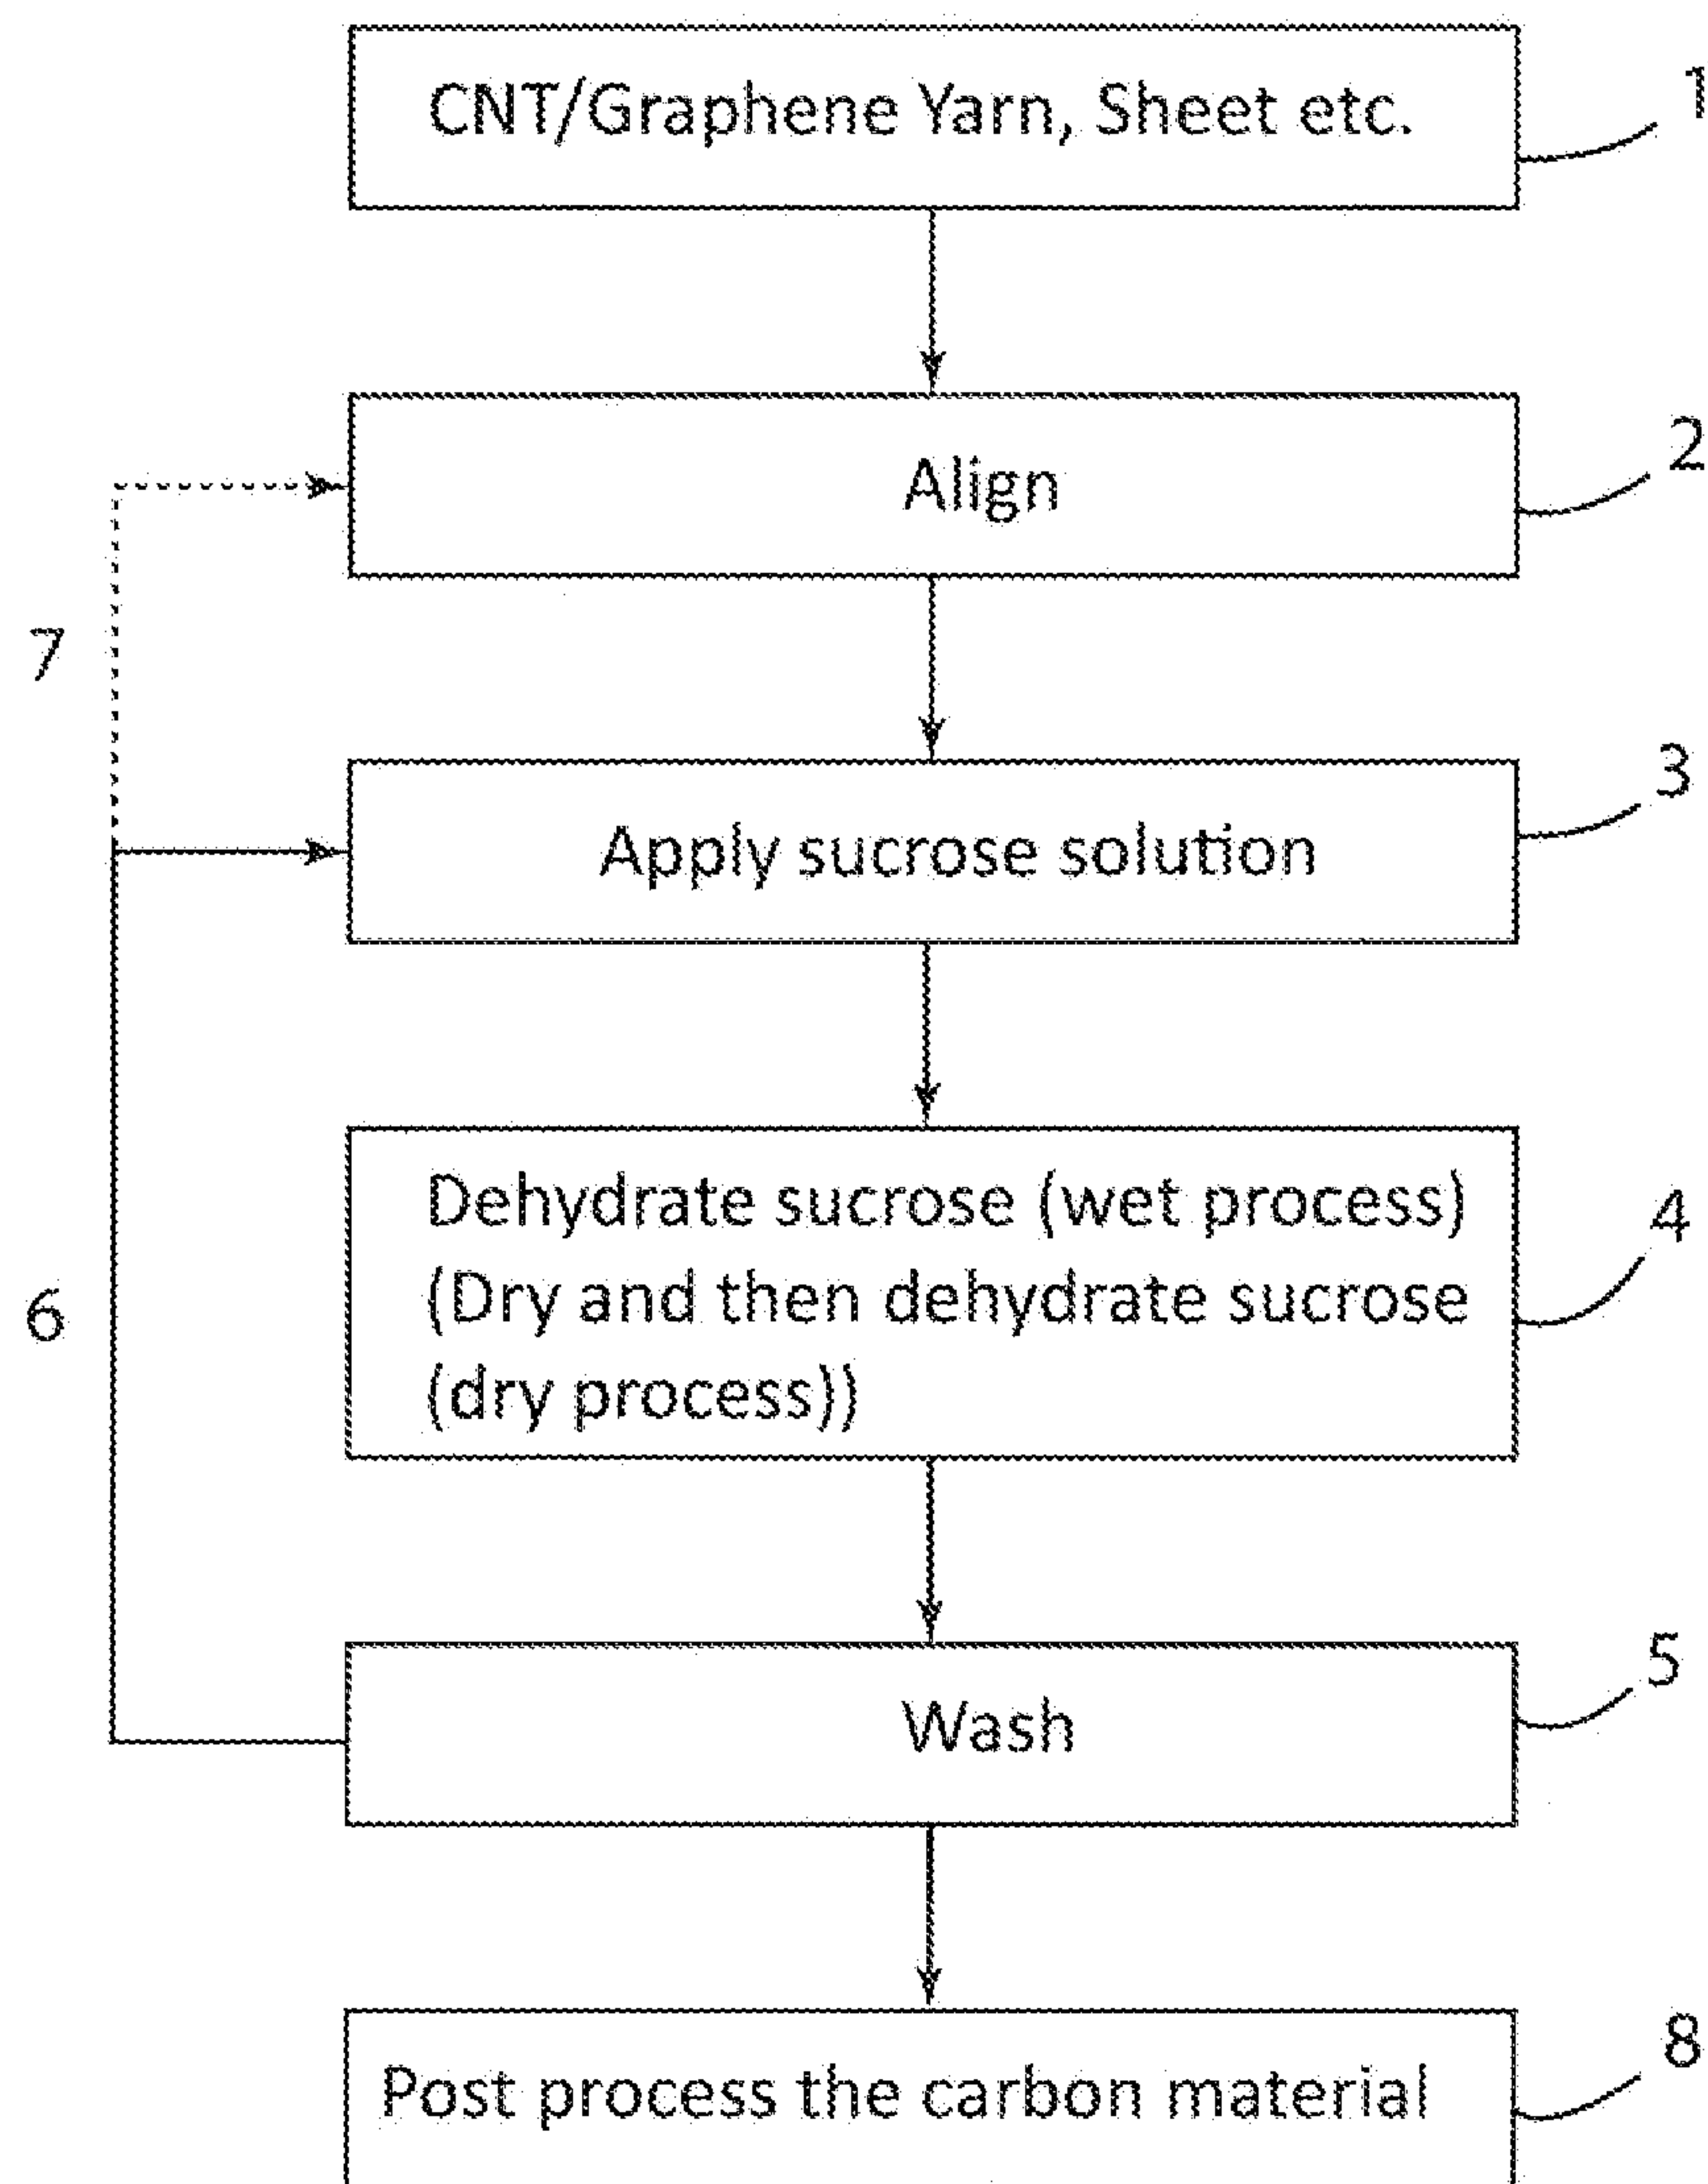 CNT/Graphene Yarn, Sheet etc.
1
Align
2
7
Apply sucrose solution
3
Dehydrate sucrose (wet process)
(Dry and then dehydrate sucrose
(dry process))
4
6
Wash
5
Post process the carbon material
8